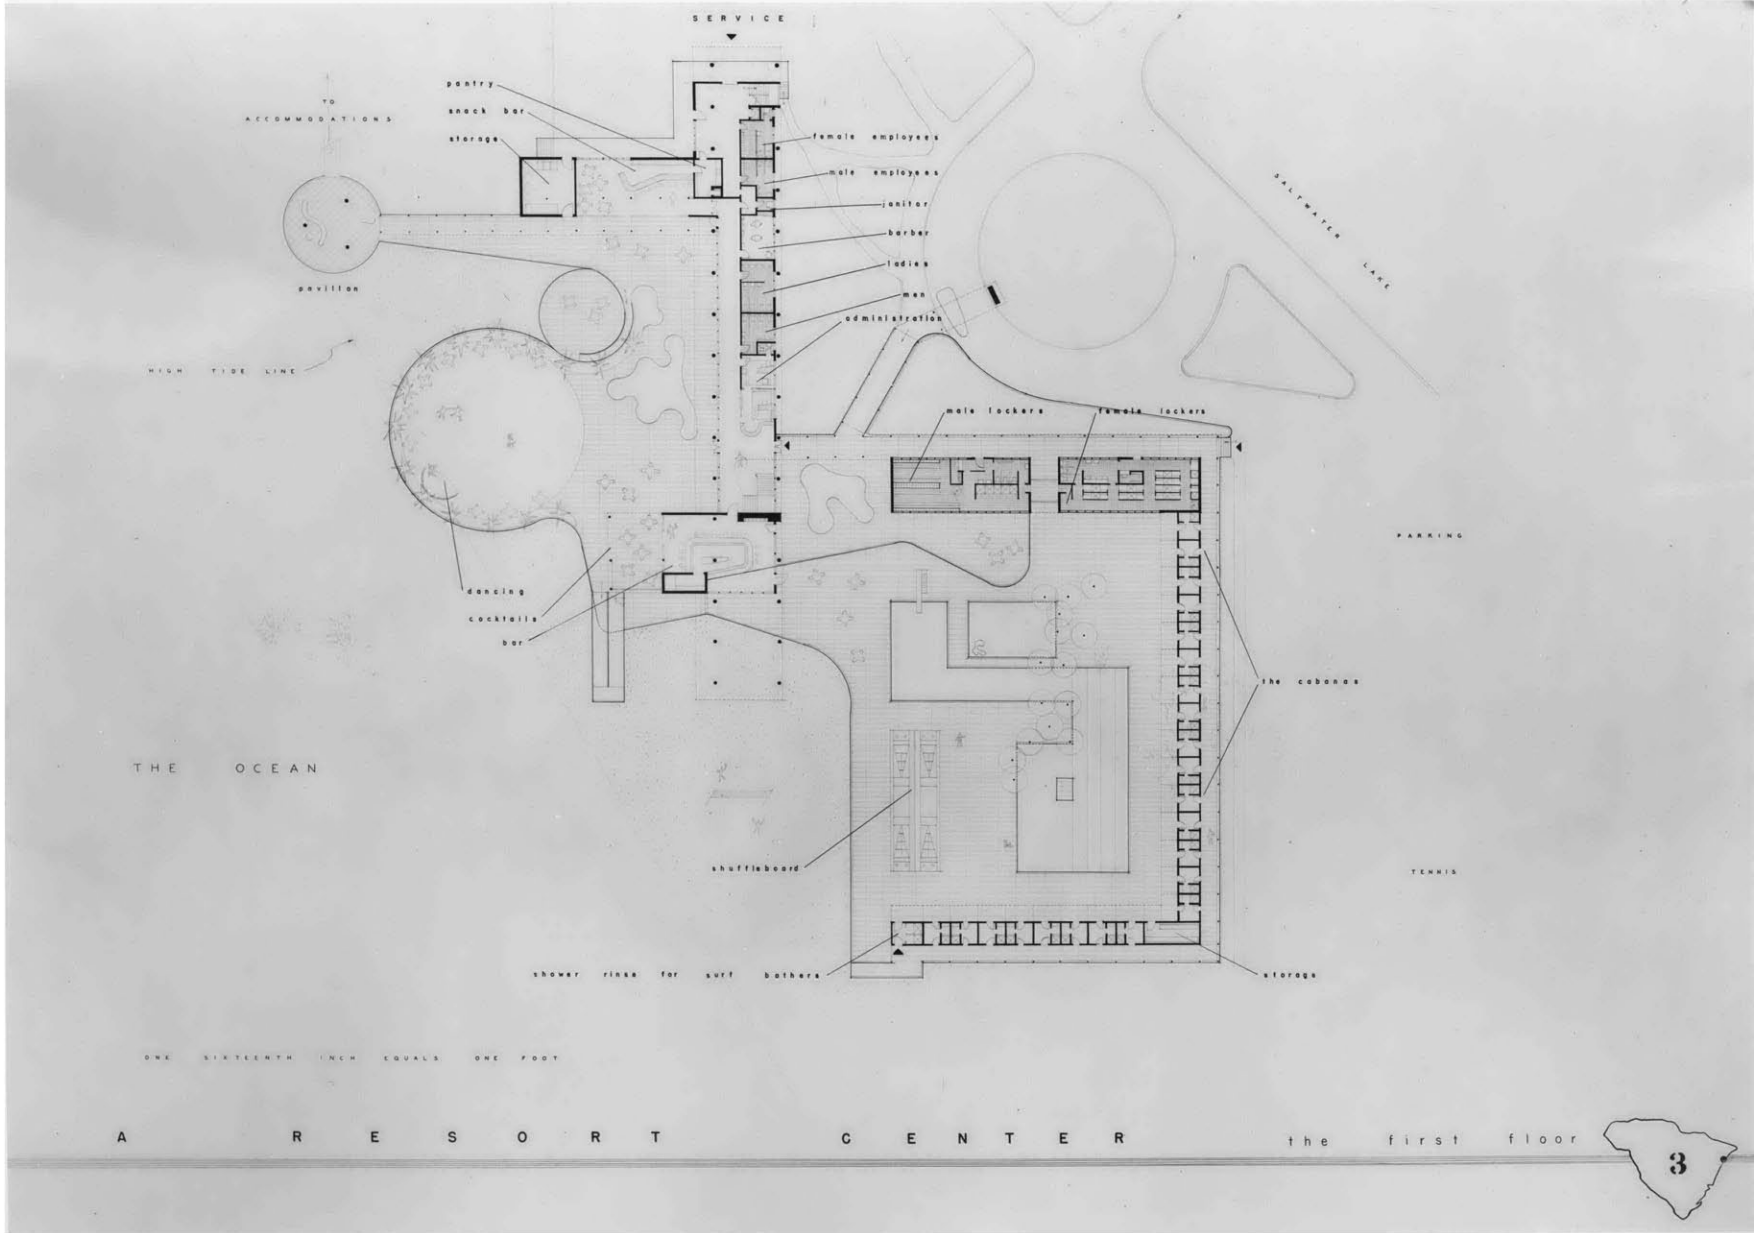 SERVICE
pantry
snack bar
storage
TO
ACCOMMODATIONS
female employees
male employees
janitor
barber
ladies
men
administration
SALTWATER LAKE
pavilion
HIGH TIDE LINE
male lockers
female lockers
PARKING
dancing
cocktails
bar
the cabanas
THE OCEAN
shuffleboard
TENNIS
shower rinse for surf bathers
storage
ONE SIXTEENTH INCH EQUALS ONE FOOT
A RESORT CENTER
the first floor
3